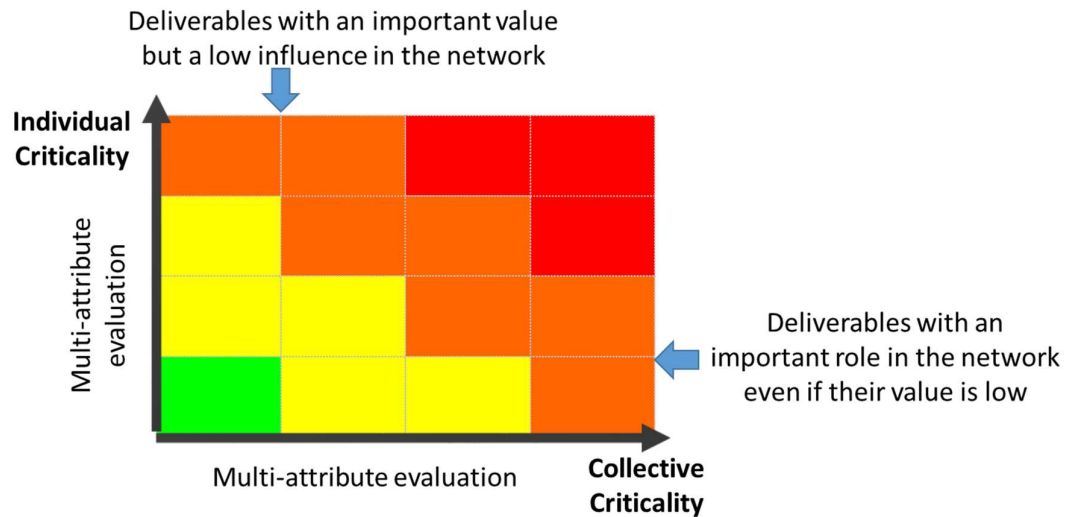 Deliverables with an important value
but a low influence in the network
Individual
Criticality
Multi-attribute
evaluation
Deliverables with an
important role in the network
even if their value is low
Multi-attribute evaluation
Collective
Criticality